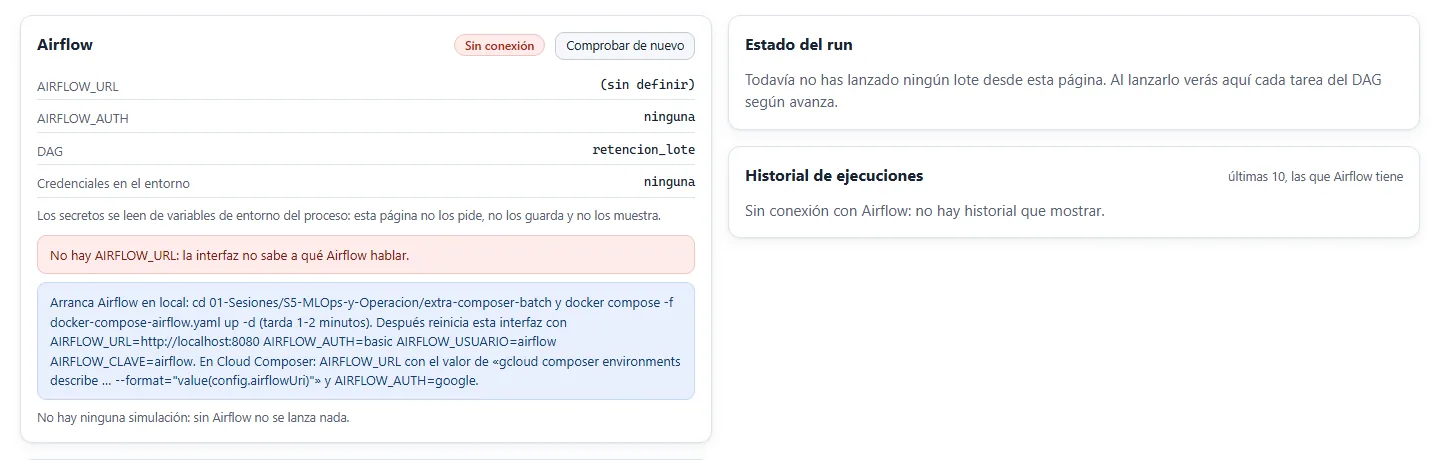 Airflow
Sin conexión
Comprobar de nuevo
AIRFLOW_URL
(sin definir)
AIRFLOW_AUTH
ninguna
DAG
retencion_lote
Credenciales en el entorno
ninguna
Los secretos se leen de variables de entorno del proceso: esta página no los pide, no los guarda y no los muestra.
No hay AIRFLOW_URL: la interfaz no sabe a qué Airflow hablar.
Arranca Airflow en local: cd 01-Sesiones/S5-MLOps-y-Operacion/extra-composer-batch y docker compose -f
docker-compose-airflow.yaml up -d (tarda 1-2 minutos). Después reinicia esta interfaz con
AIRFLOW_URL=http://localhost:8080 AIRFLOW_AUTH=basic AIRFLOW_USUARIO=airflow
AIRFLOW_CLAVE=airflow. En Cloud Composer: AIRFLOW_URL con el valor de «gcloud composer environments
describe ... --format="value(config.airflowUri)"» y AIRFLOW_AUTH=google.
No hay ninguna simulación: sin Airflow no se lanza nada.
Estado del run
Todavía no has lanzado ningún lote desde esta página. Al lanzarlo verás aquí cada tarea del DAG
según avanza.
Historial de ejecuciones
últimas 10, las que Airflow tiene
Sin conexión con Airflow: no hay historial que mostrar.